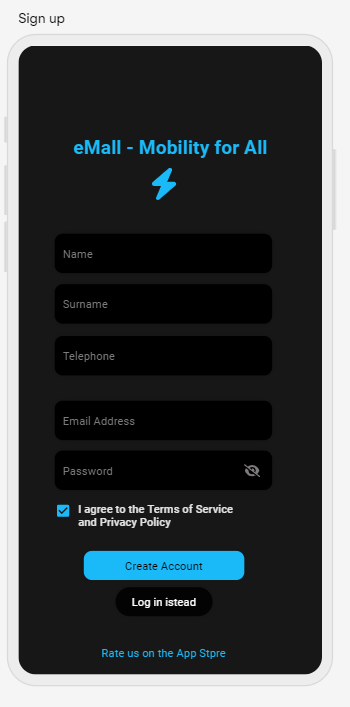 Sign up
eMall - Mobility for All
Name
Surname
Telephone
Email Address
Password
I agree to the Terms of Service
and Privacy Policy
Create Account
Log in istead
Rate us on the App Stpre